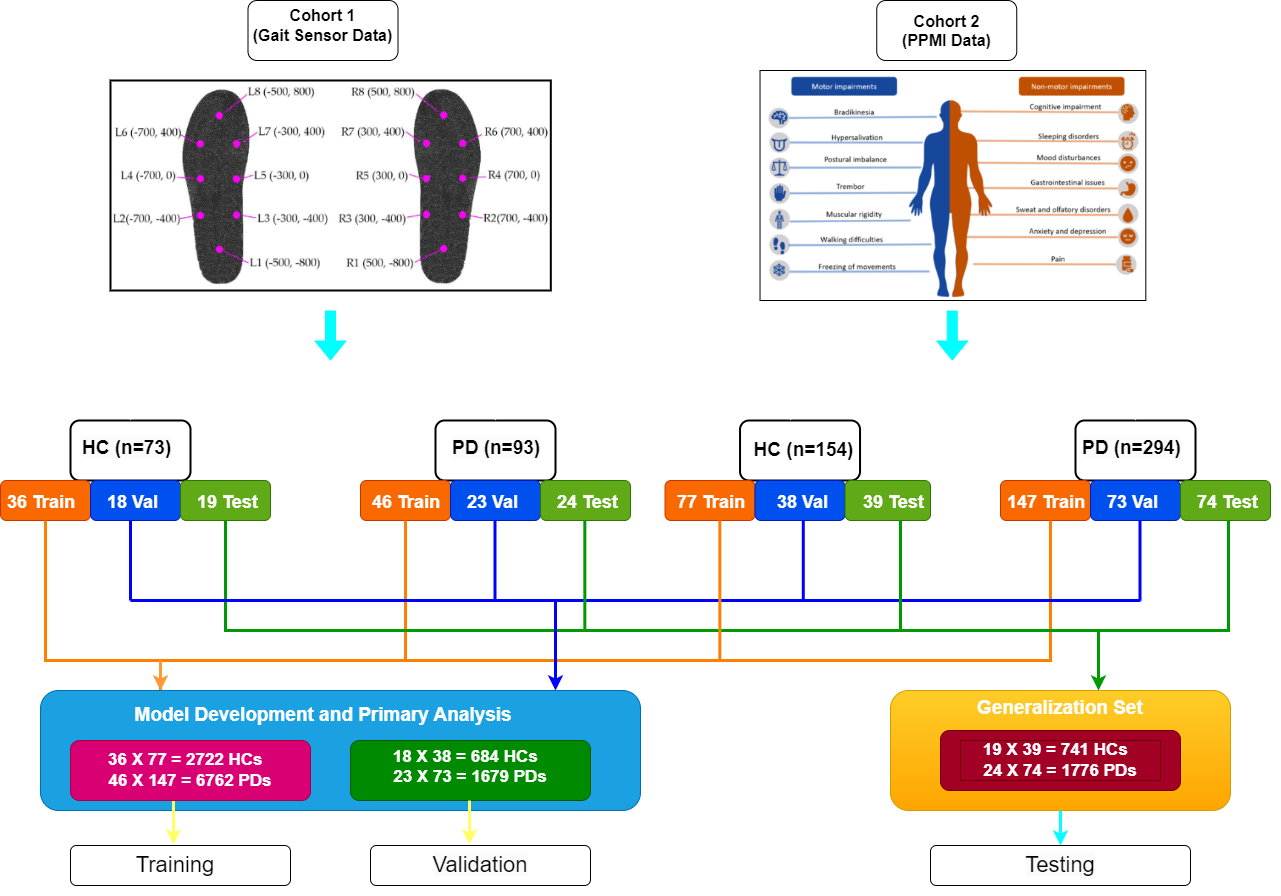 Cohort 1
(Gait Sensor Data)
Cohort 2
(PPMI Data)
L8 (-500, 800)
R8 (500, 800)
L6 (-700, 400)
L7 (-300, 400)
R7 (300, 400)
R6 (700, 400)
L4 (-700, 0)
L5 (-300, 0)
R5 (300, 0)
R4 (700, 0)
L2(-700, -400)
L3 (-300, -400)
R3 (300, -400)
R2(700, -400)
L1 (-500, -800)
R1 (500, -800)
Motor impairments
Non-motor impairments
Bradikinesia
Cognitive impairment
Hypersalivation
Sleeping disorders
Postural imbalance
Mood disturbances
Trembor
Gastrointestinal issues
Muscular rigidity
Sweat and olfatory disorders
Walking difficulties
Anxiety and depression
Freezing of movements
Pain
HC (n=73)
PD (n=93)
HC (n=154)
PD (n=294)
36 Train
18 Val
19 Test
46 Train
23 Val
24 Test
77 Train
38 Val
39 Test
147 Train
73 Val
74 Test
Model Development and Primary Analysis
36 X 77 = 2722 HCs
46 X 147 = 6762 PDs
18 X 38 = 684 HCs
23 X 73 = 1679 PDs
Generalization Set
19 X 39 = 741 HCs
24 X 74 = 1776 PDs
Training
Validation
Testing